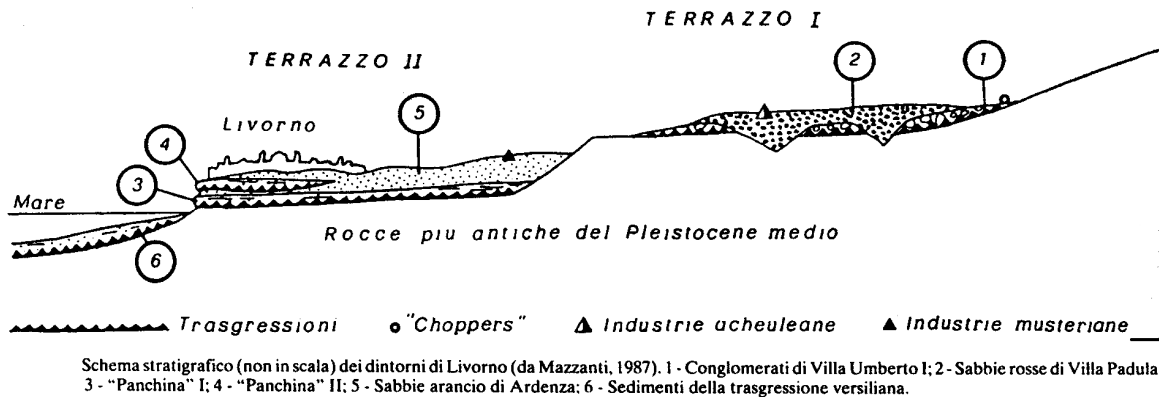 TERRAZZO I
TERRAZZO II
2
1
5
Livorno
4
3
Mare
Rocce più antiche del Pleistocene medio
6
Trasgressioni "Choppers" Industrie acheuleane Industrie musteriane
Schema stratigrafico (non in scala) dei dintorni di Livorno (da Mazzanti, 1987). 1 - Conglomerati di Villa Umberto I; 2 - Sabbie rosse di Villa Padula
3 - "Panchina" I; 4 - "Panchina" II; 5 - Sabbie arancio di Ardenza; 6 - Sedimenti della trasgressione versiliana.